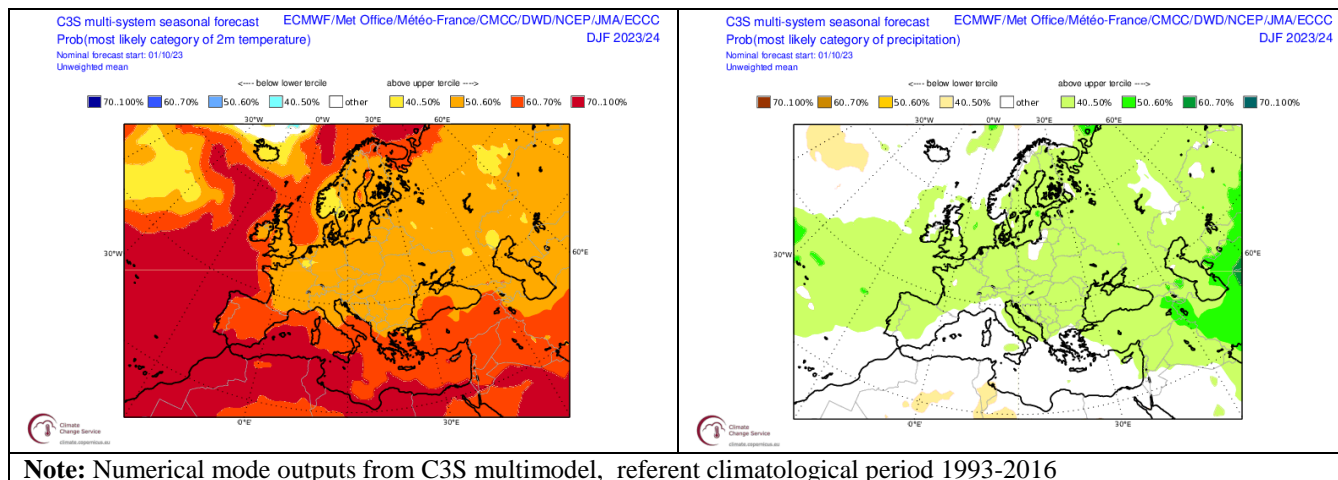 C3S multi-system seasonal forecast ECMWF/Met Office/Météo-France/CMCC/DWD/NCEP/JMA/ECCC
Prob(most likely category of 2m temperature) DJF 2023/24
Nominal forecast start: 01/10/23
Unweighted mean
<---- below lower tercile above upper tercile ---->
70..100% 60..70% 50..60% 40..50% other 40..50% 50..60% 60..70% 70..100%
30°W 0°W 30°E 60°E
30°W 60°E
0°E 30°E
Climate
Change Service
climate.copernicus.eu
C3S multi-system seasonal forecast ECMWF/Met Office/Météo-France/CMCC/DWD/NCEP/JMA/ECCC
Prob(most likely category of precipitation) DJF 2023/24
Nominal forecast start: 01/10/23
Unweighted mean
<---- below lower tercile above upper tercile ---->
70..100% 60..70% 50..60% 40..50% other 40..50% 50..60% 60..70% 70..100%
30°W 0°W 30°E 60°E
30°W 60°E
0°E 30°E
Climate
Change Service
climate.copernicus.eu
Note: Numerical mode outputs from C3S multimodel, referent climatological period 1993-2016